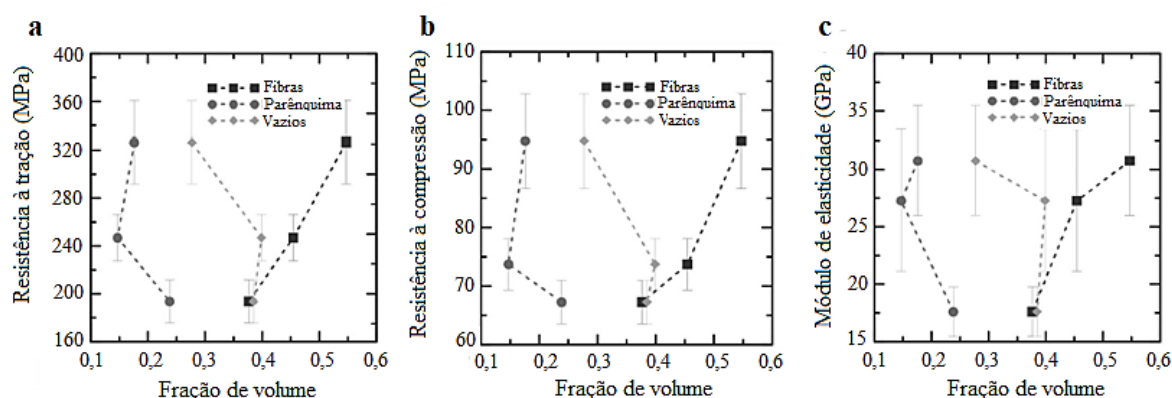 a
Resistência à tração (MPa)
400
360
320
280
240
200
160
Fibras
Parênquima
Vazios
0,1 0,2 0,3 0,4 0,5 0,6
Fração de volume
b
Resistência à compressão (MPa)
110
100
90
80
70
60
Fibras
Parênquima
Vazios
0,1 0,2 0,3 0,4 0,5 0,6
Fração de volume
c
Módulo de elasticidade (GPa)
40
35
30
25
20
15
Fibras
Parênquima
Vazios
0,1 0,2 0,3 0,4 0,5 0,6
Fração de volume